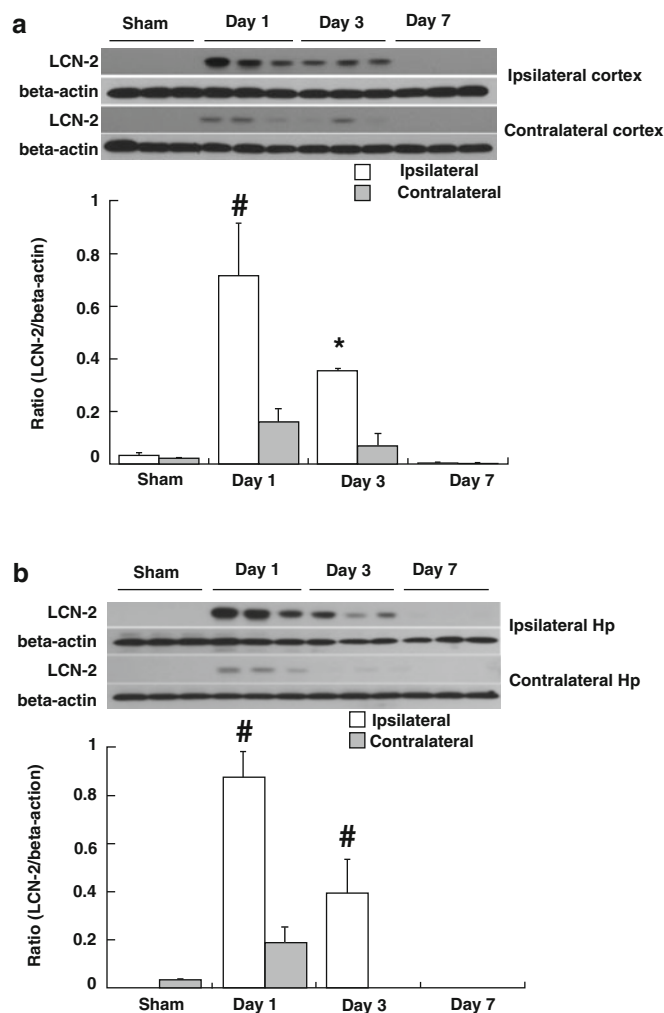 a
Sham Day 1 Day 3 Day 7
LCN-2
beta-actin
Ipsilateral cortex
LCN-2
beta-actin
Contralateral cortex
Ipsilateral
Contralateral
Ratio (LCN-2/beta-actin)
1
0.8
0.6
0.4
0.2
0
#
*
Sham Day 1 Day 3 Day 7
b
Sham Day 1 Day 3 Day 7
LCN-2
beta-actin
Ipsilateral Hp
LCN-2
beta-actin
Contralateral Hp
Ipsilateral
Contralateral
Ratio (LCN-2/beta-action)
1
0.8
0.6
0.4
0.2
0
#
#
Sham Day 1 Day 3 Day 7